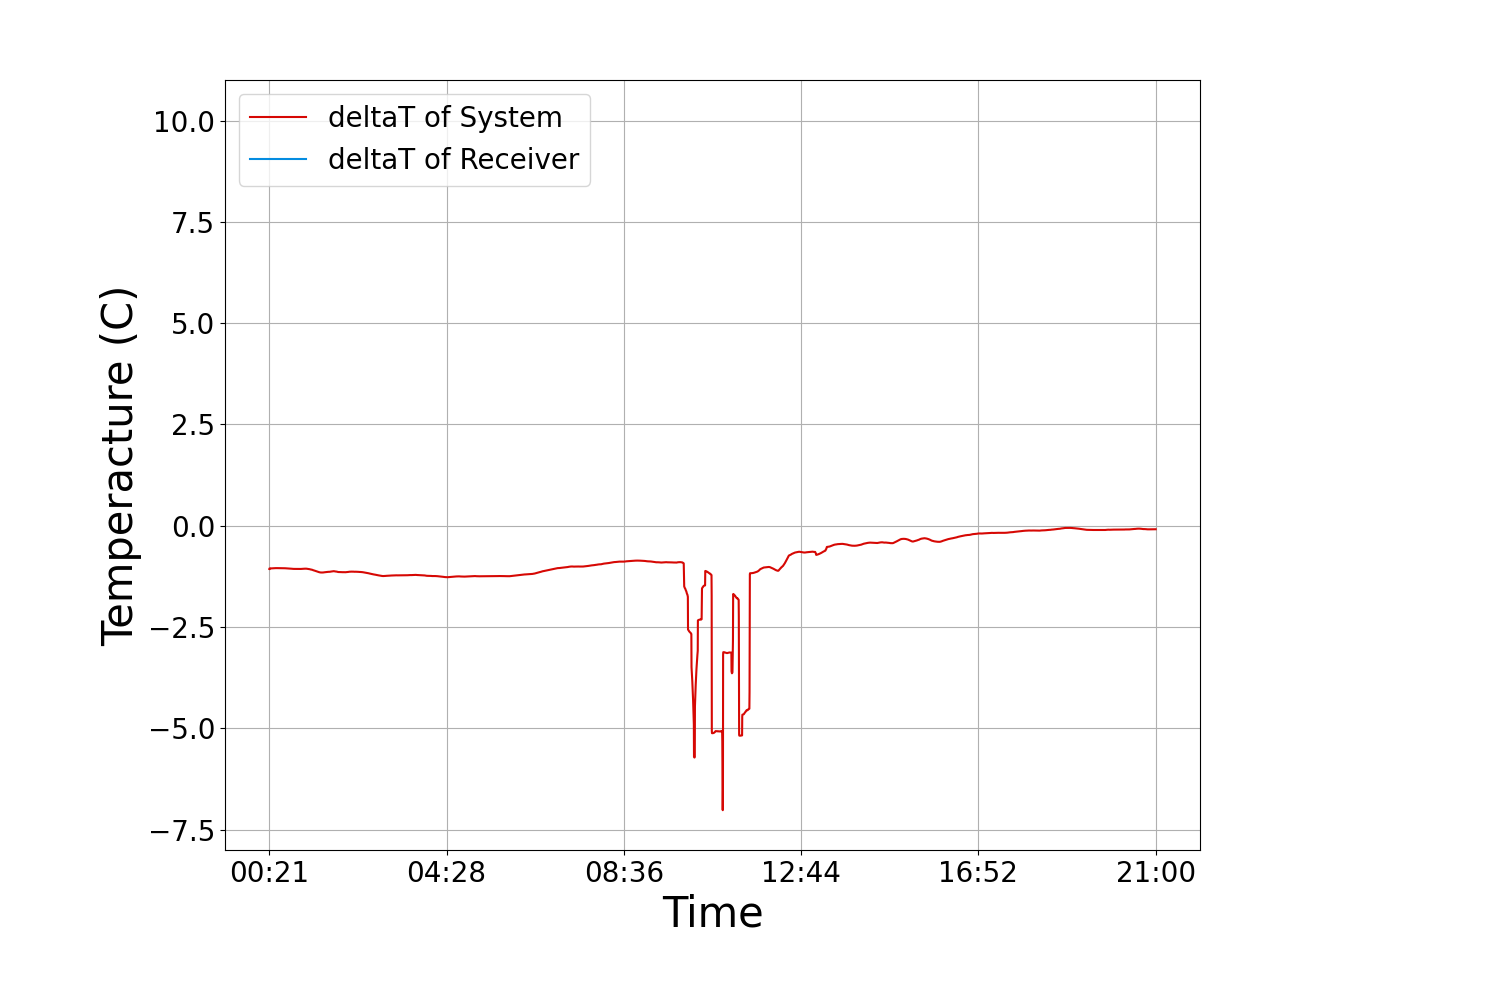 deltaT of System
deltaT of Receiver
10.0
7.5
5.0
2.5
0.0
−2.5
−5.0
−7.5
Temperacture (C)
00:21 04:28 08:36 12:44 16:52 21:00
Time